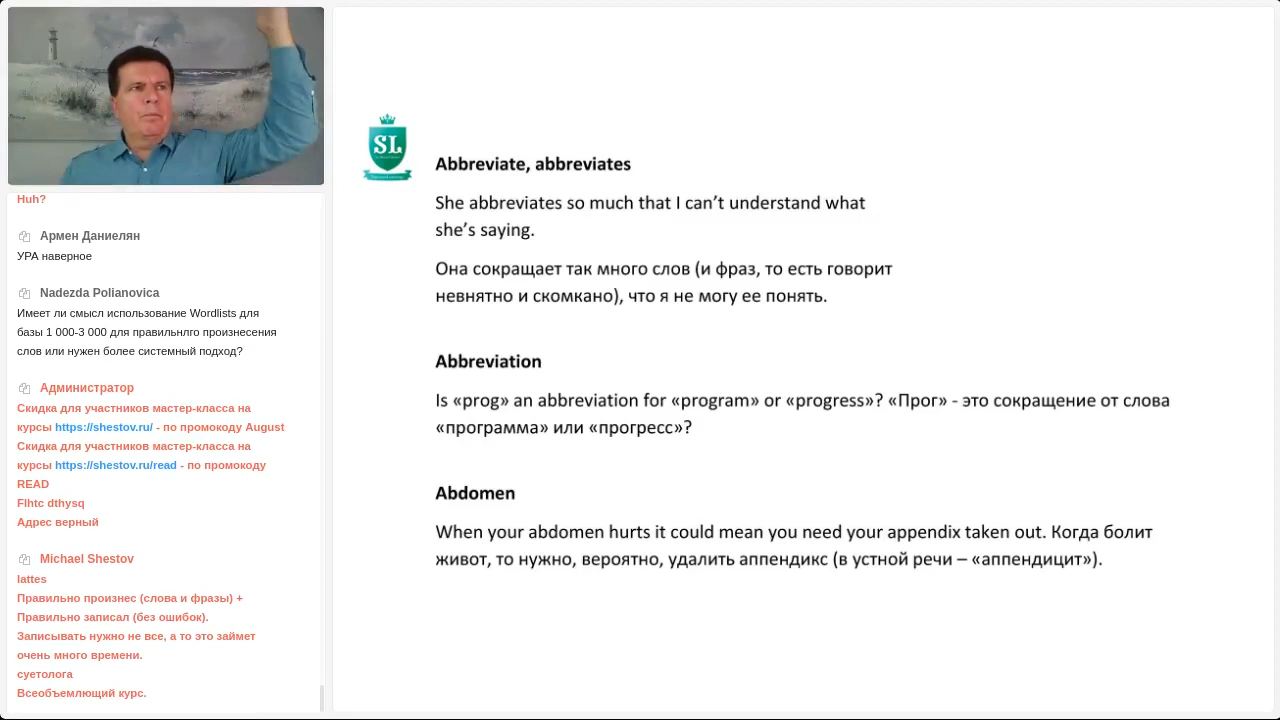 Huh?
Армен Даниелян
УРА наверное
Nadezda Polianovica
Имеет ли смысл использование Wordlists для
базы 1 000-3 000 для правильнлго произнесения
слов или нужен более системный подход?
Администратор
Скидка для участников мастер-класса на
курсы https://shestov.ru/ - по промокоду August
Скидка для участников мастер-класса на
курсы https://shestov.ru/read - по промокоду
READ
Flhtc dthysq
Адрес верный
Michael Shestov
lattes
Правильно произнес (слова и фразы) +
Правильно записал (без ошибок).
Записывать нужно не все, а то это займет
очень много времени.
суетолога
Всеобъемлющий курс.
SL
Abbreviate, abbreviates
She abbreviates so much that I can’t understand what
she’s saying.
Она сокращает так много слов (и фраз, то есть говорит
невнятно и скомкано), что я не могу ее понять.
Abbreviation
Is «prog» an abbreviation for «program» or «progress»? «Прог» - это сокращение от слова
«программа» или «прогресс»?
Abdomen
When your abdomen hurts it could mean you need your appendix taken out. Когда болит
живот, то нужно, вероятно, удалить аппендикс (в устной речи – «аппендицит»).